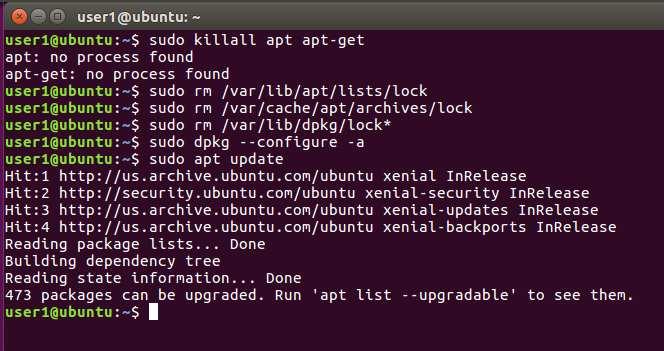 user1@ubuntu: ~
user1@ubuntu:~$ sudo killall apt apt-get
apt: no process found
apt-get: no process found
user1@ubuntu:~$ sudo rm /var/lib/apt/lists/lock
user1@ubuntu:~$ sudo rm /var/cache/apt/archives/lock
user1@ubuntu:~$ sudo rm /var/lib/dpkg/lock*
user1@ubuntu:~$ sudo dpkg --configure -a
user1@ubuntu:~$ sudo apt update
Hit:1 http://us.archive.ubuntu.com/ubuntu xenial InRelease
Hit:2 http://security.ubuntu.com/ubuntu xenial-security InRelease
Hit:3 http://us.archive.ubuntu.com/ubuntu xenial-updates InRelease
Hit:4 http://us.archive.ubuntu.com/ubuntu xenial-backports InRelease
Reading package lists... Done
Building dependency tree
Reading state information... Done
473 packages can be upgraded. Run 'apt list --upgradable' to see them.
user1@ubuntu:~$